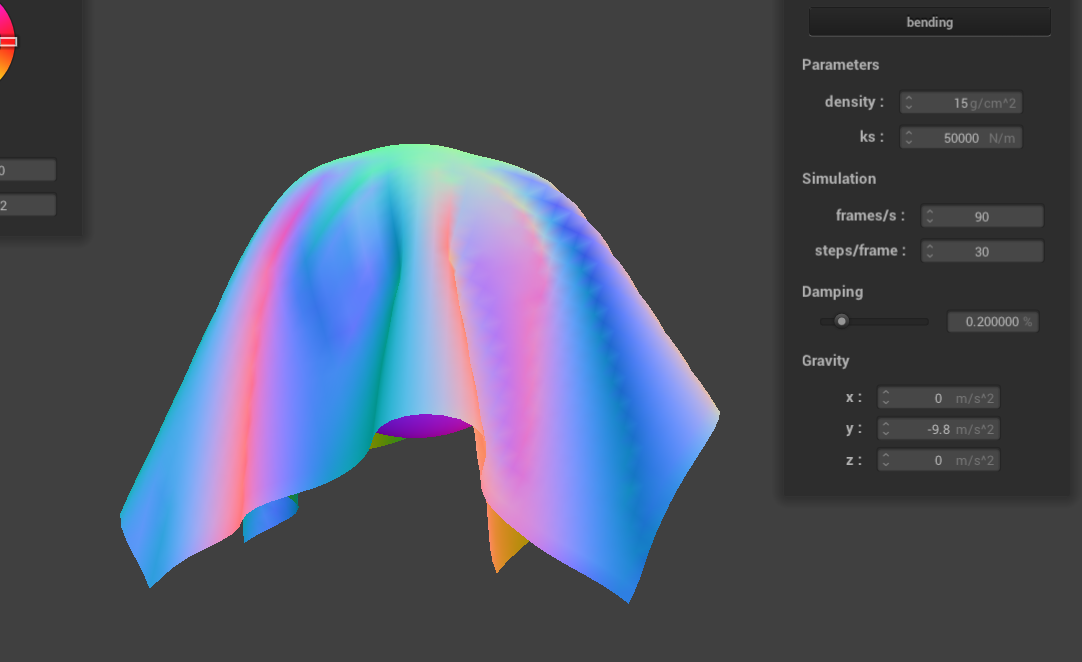 bending
Parameters
density : 15 g/cm^2
ks : 50000 N/m
Simulation
frames/s : 90
steps/frame : 30
Damping
0.200000 %
Gravity
x : 0 m/s^2
y : -9.8 m/s^2
z : 0 m/s^2
0
2